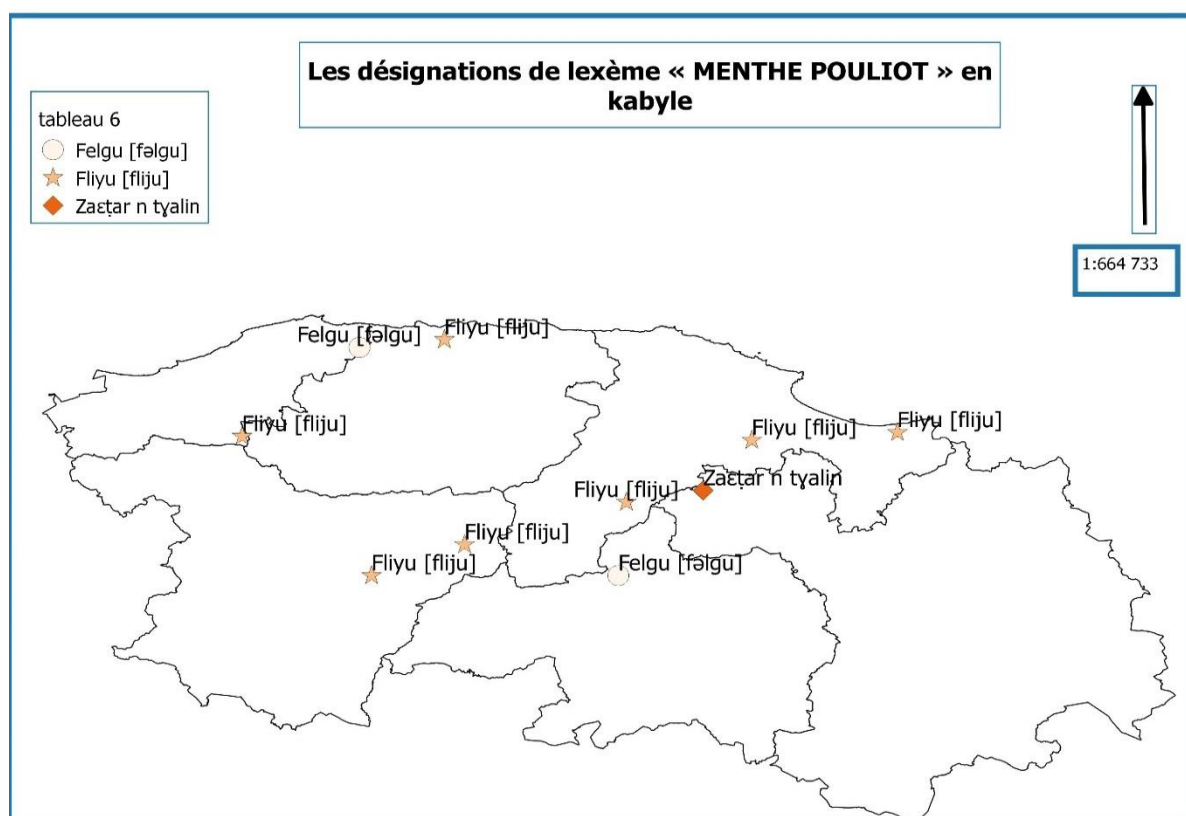 Les désignations de lexème « MENTHE POULIOT » en
kabyle
tableau 6
Felgu [fəlgu]
Fliyu [fliju]
Zaɛṭar n tɣalin
1:664 733
Felgu [fəlgu]
Fliyu [fliju]
Fliyu [fliju]
Fliyu [fliju]
Fliyu [fliju]
Zaɛṭar n tɣalin
Fliyu [fliju]
Fliyu [fliju]
Fliyu [fliju]
Felgu [fəlgu]